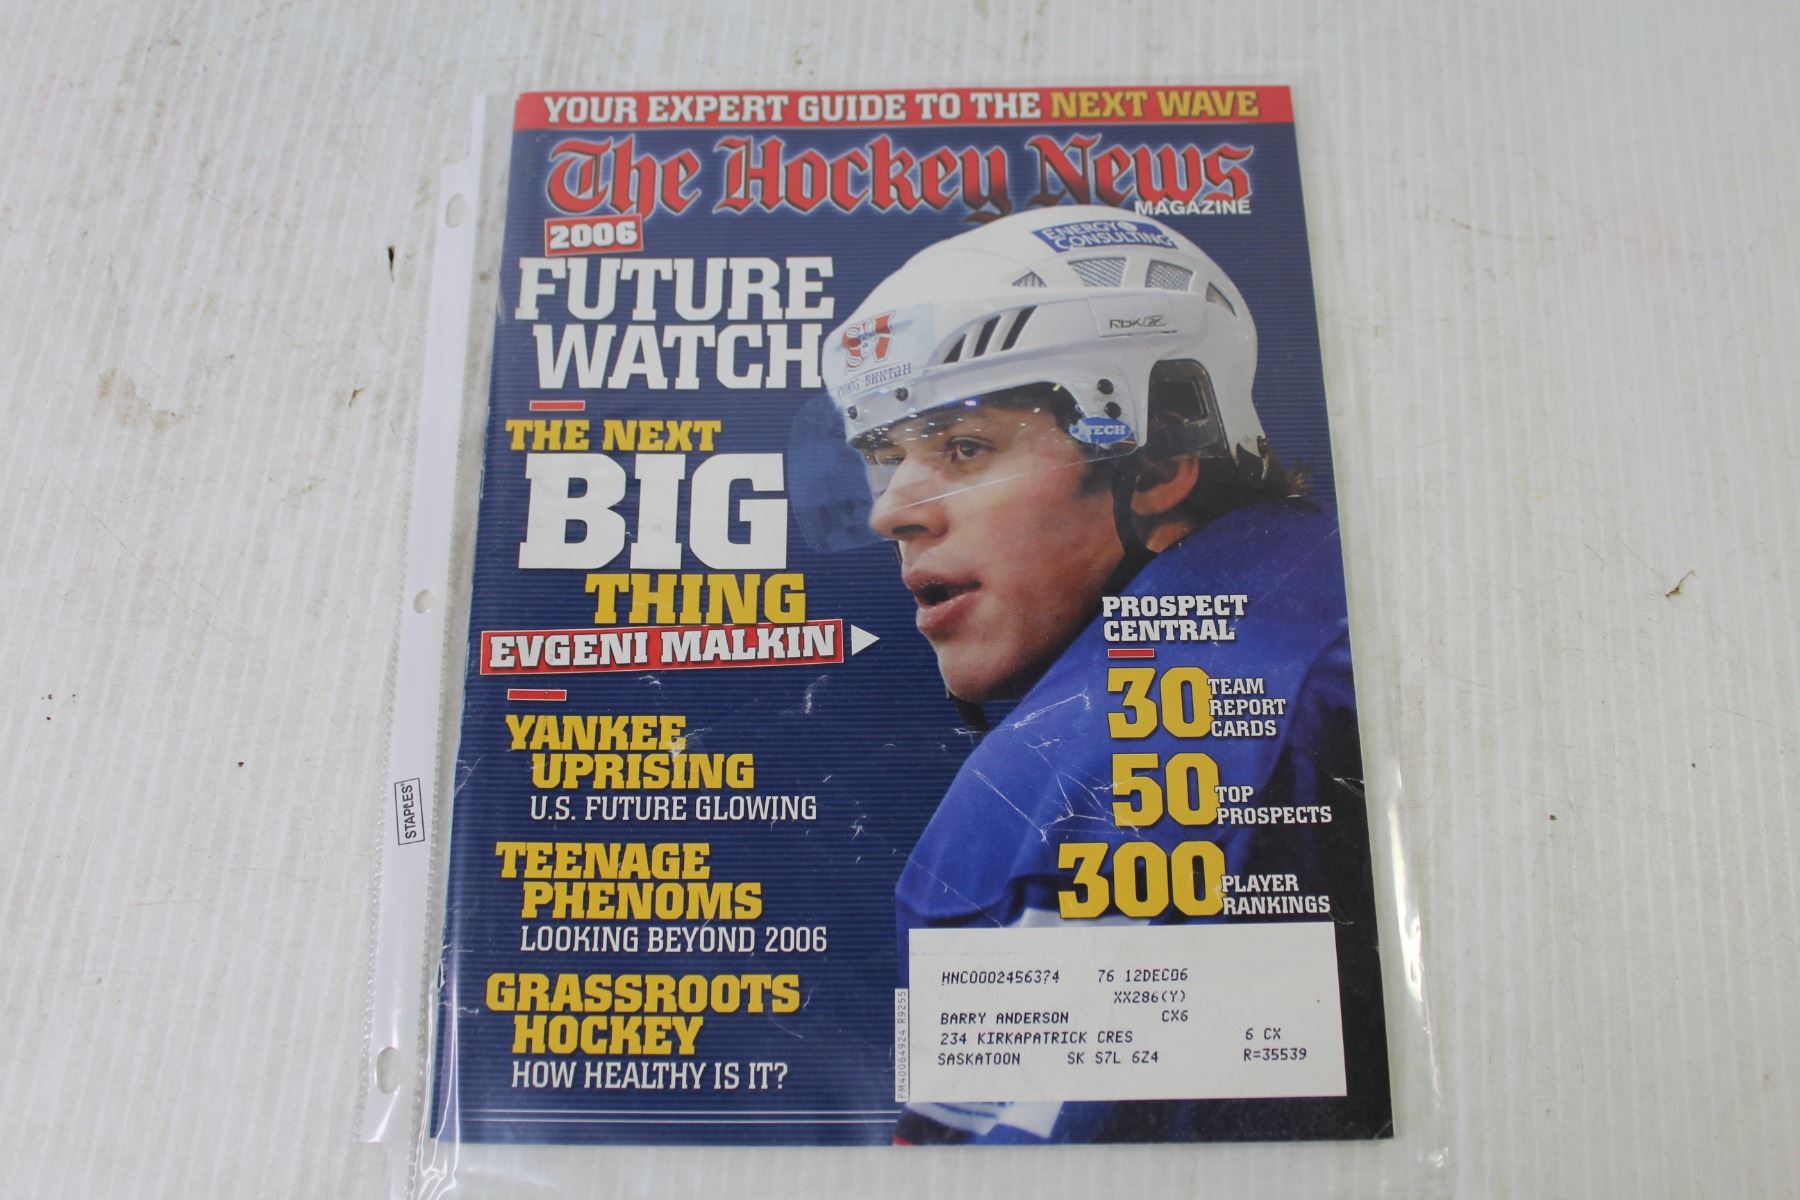 YOUR EXPERT GUIDE TO THE NEXT WAVE
The Hockey News
MAGAZINE
2006
FUTURE
WATCH
THE NEXT
BIG
THING
EVGENI MALKIN
YANKEE
UPRISING
U.S. FUTURE GLOWING
TEENAGE
PHENOMS
LOOKING BEYOND 2006
GRASSROOTS
HOCKEY
HOW HEALTHY IS IT?
ENERGY
CONSULTING
RbK
ITECH
PROSPECT
CENTRAL
30 TEAM
REPORT
CARDS
50 TOP
PROSPECTS
300 PLAYER
RANKINGS
HNC0002456374 76 12DEC06
XX286(Y)
BARRY ANDERSON CX6
234 KIRKAPATRICK CRES 6 CX
SASKATOON SK S7L 6Z4 R=35539
PM40064924 R9255
STAPLES